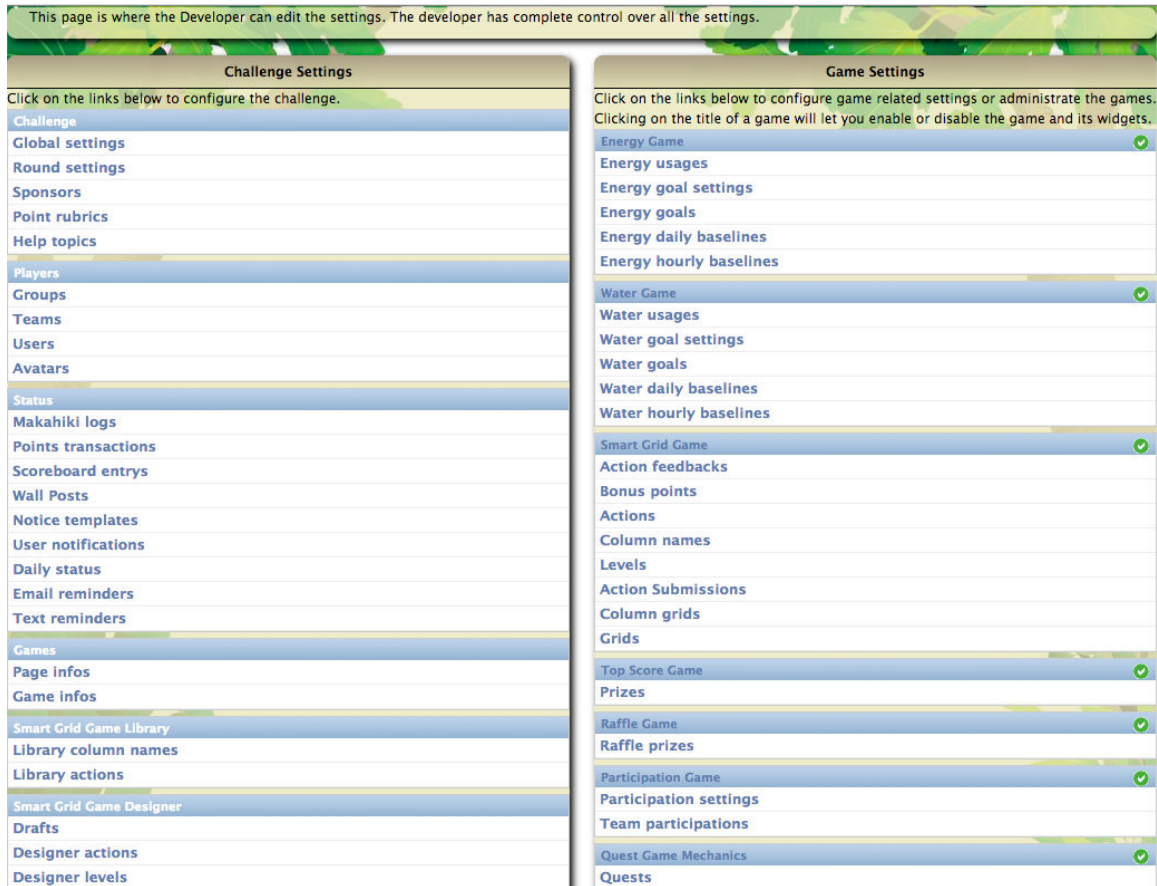 This page is where the Developer can edit the settings. The developer has complete control over all the settings.
Challenge Settings
Click on the links below to configure the challenge.
Challenge
Global settings
Round settings
Sponsors
Point rubrics
Help topics
Players
Groups
Teams
Users
Avatars
Status
Makahiki logs
Points transactions
Scoreboard entrys
Wall Posts
Notice templates
User notifications
Daily status
Email reminders
Text reminders
Games
Page infos
Game infos
Smart Grid Game Library
Library column names
Library actions
Smart Grid Game Designer
Drafts
Designer actions
Designer levels
Game Settings
Click on the links below to configure game related settings or administrate the games.
Clicking on the title of a game will let you enable or disable the game and its widgets.
Energy Game
Energy usages
Energy goal settings
Energy goals
Energy daily baselines
Energy hourly baselines
Water Game
Water usages
Water goal settings
Water goals
Water daily baselines
Water hourly baselines
Smart Grid Game
Action feedbacks
Bonus points
Actions
Column names
Levels
Action Submissions
Column grids
Grids
Top Score Game
Prizes
Raffle Game
Raffle prizes
Participation Game
Participation settings
Team participations
Quest Game Mechanics
Quests